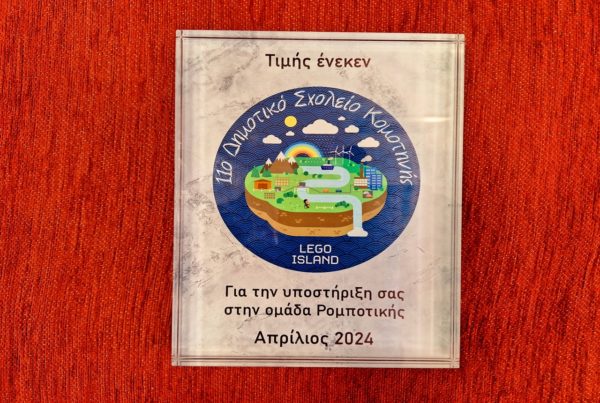 Τιμής ένεκεν
11ο Δημοτικό Σχολείο Κομοτηνής
LEGO
ISLAND
Για την υποστήριξη σας
στην ομάδα Ρομποτικής
Απρίλιος 2024